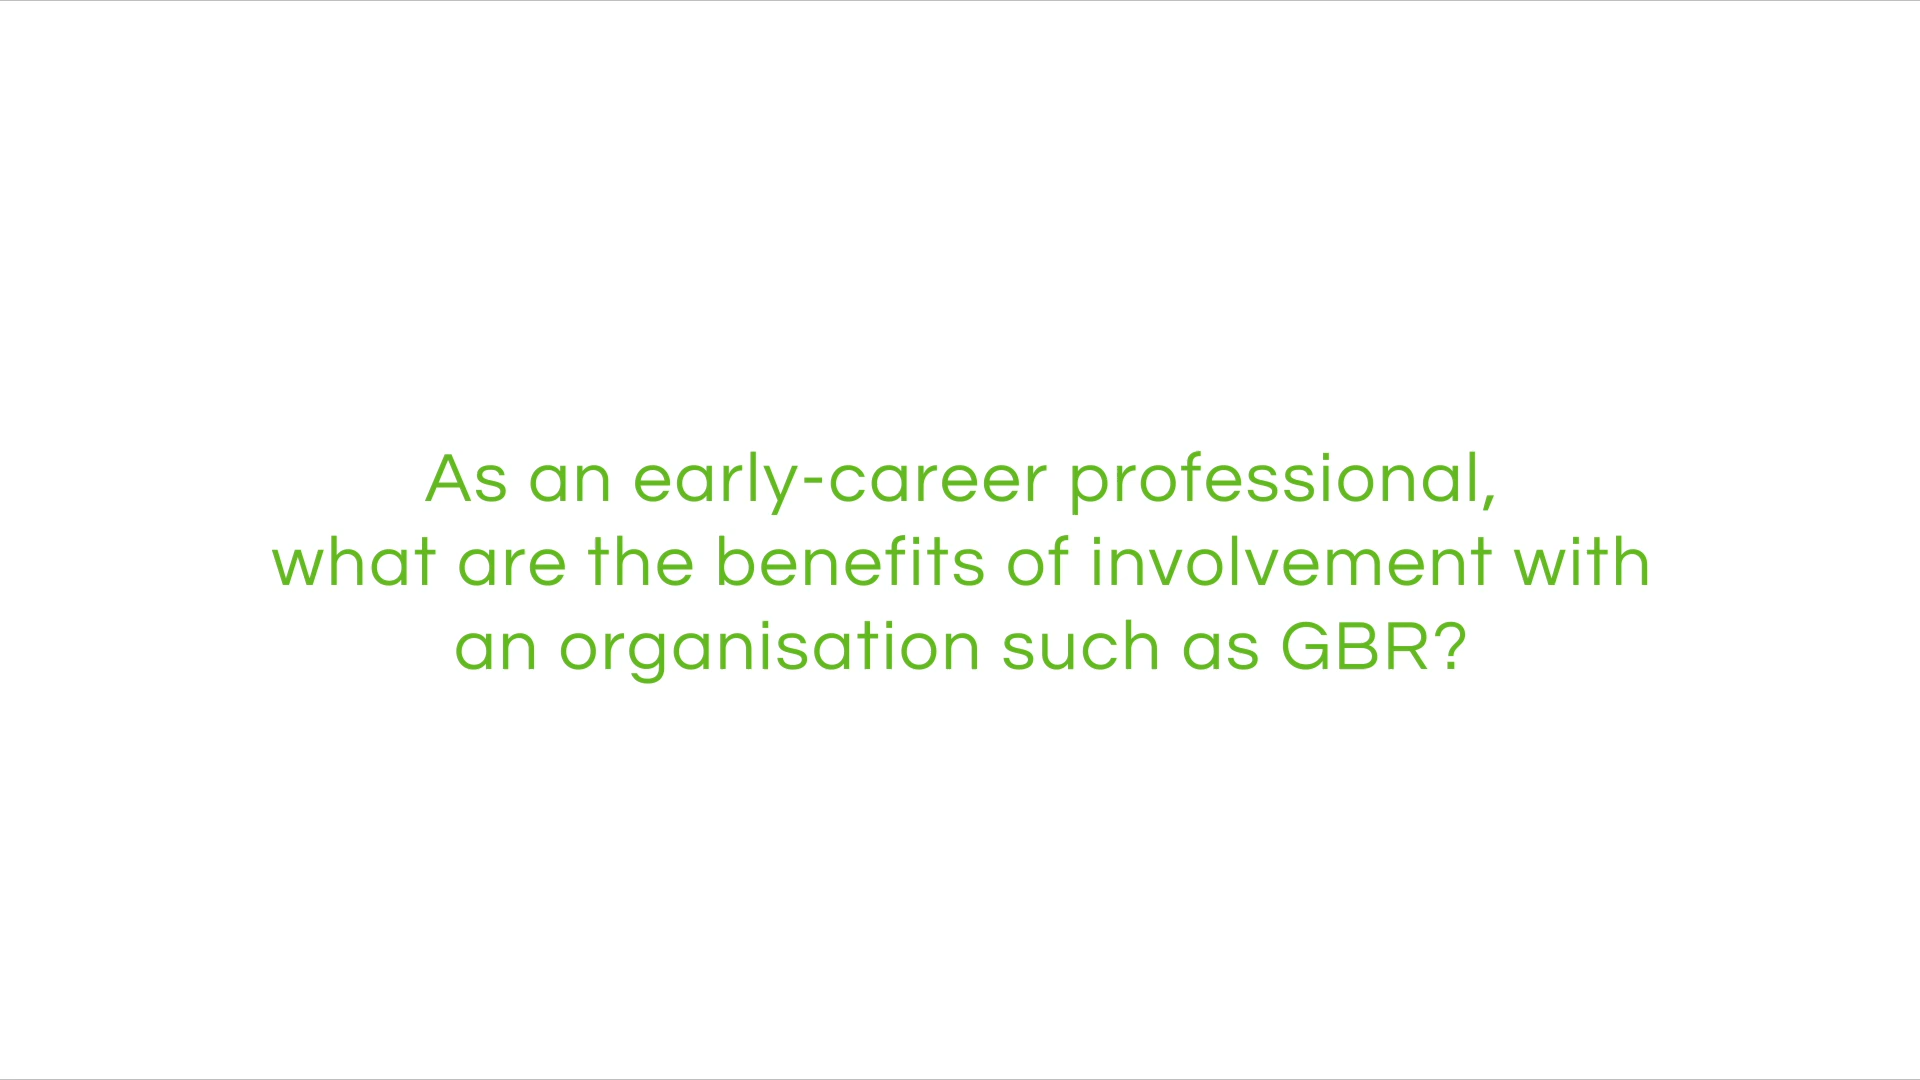 As an early-career professional,
what are the benefits of involvement with
an organisation such as GBR?